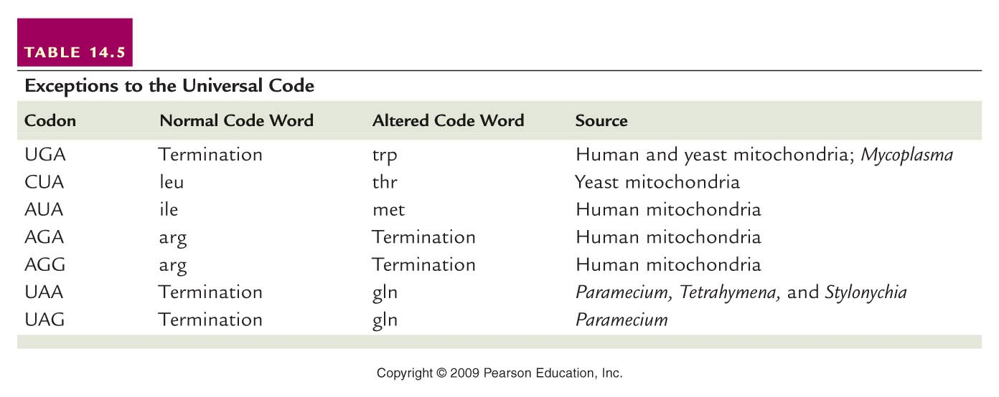 TABLE 14.5
Exceptions to the Universal Code
Codon Normal Code Word Altered Code Word Source
UGA Termination trp Human and yeast mitochondria; Mycoplasma
CUA leu thr Yeast mitochondria
AUA ile met Human mitochondria
AGA arg Termination Human mitochondria
AGG arg Termination Human mitochondria
UAA Termination gln Paramecium, Tetrahymena, and Stylonychia
UAG Termination gln Paramecium
Copyright © 2009 Pearson Education, Inc.